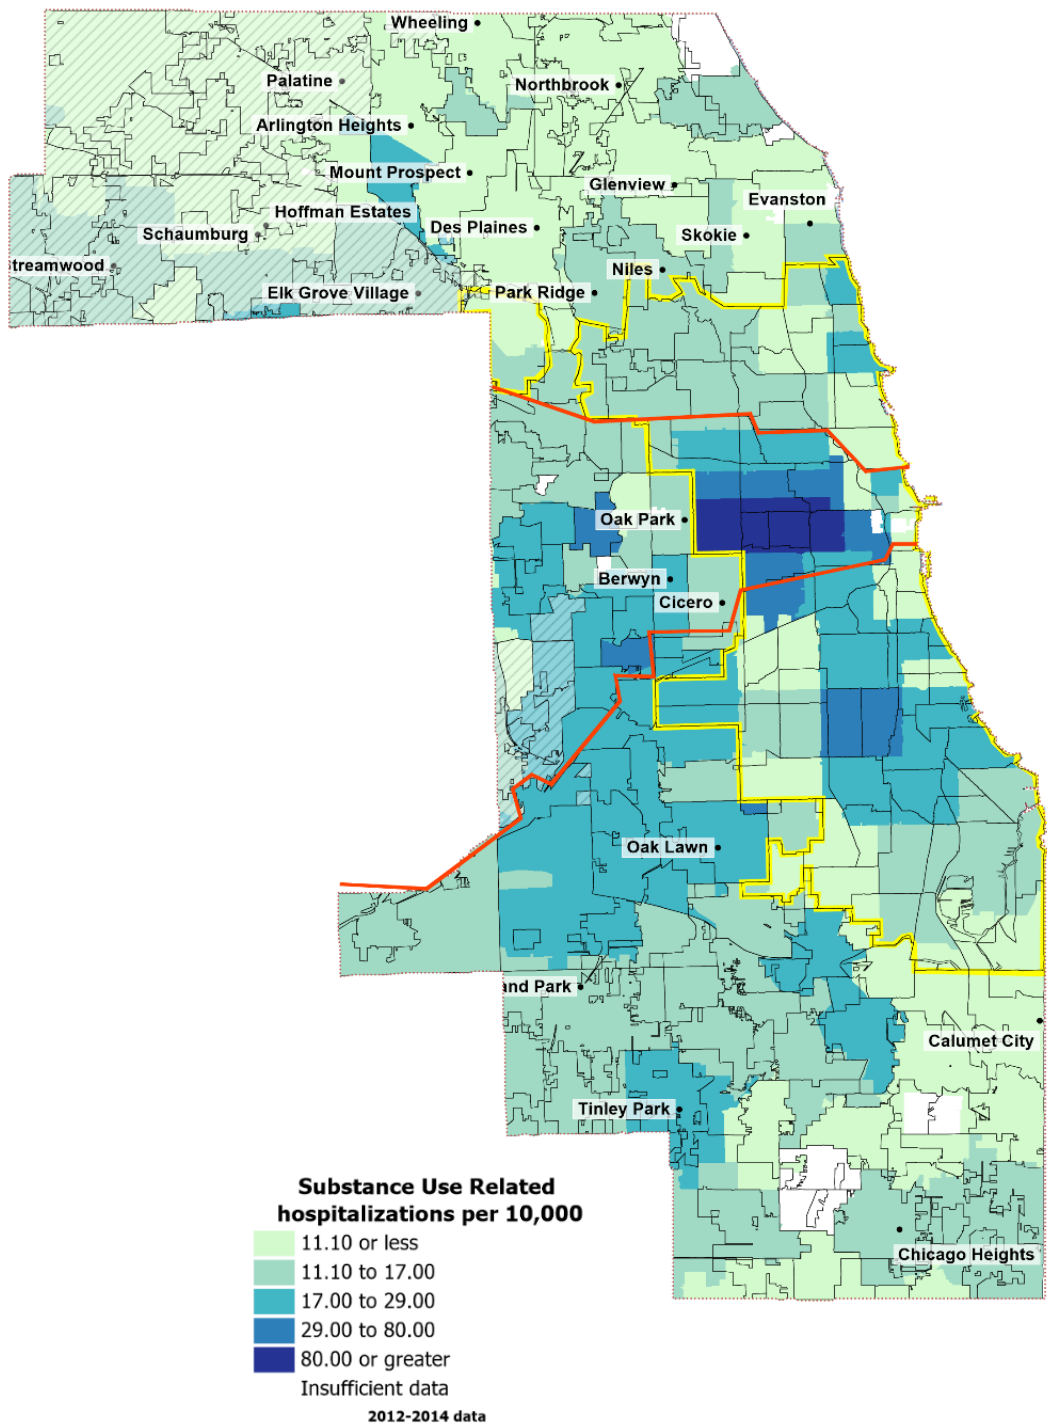 Wheeling
Palatine
Northbrook
Arlington Heights
Mount Prospect
Glenview
Evanston
Hoffman Estates
Schaumburg
Des Plaines
Skokie
treamwood
Niles
Elk Grove Village
Park Ridge
Oak Park
Berwyn
Cicero
Oak Lawn
and Park
Calumet City
Tinley Park
Chicago Heights
Substance Use Related
hospitalizations per 10,000
11.10 or less
11.10 to 17.00
17.00 to 29.00
29.00 to 80.00
80.00 or greater
Insufficient data
2012-2014 data